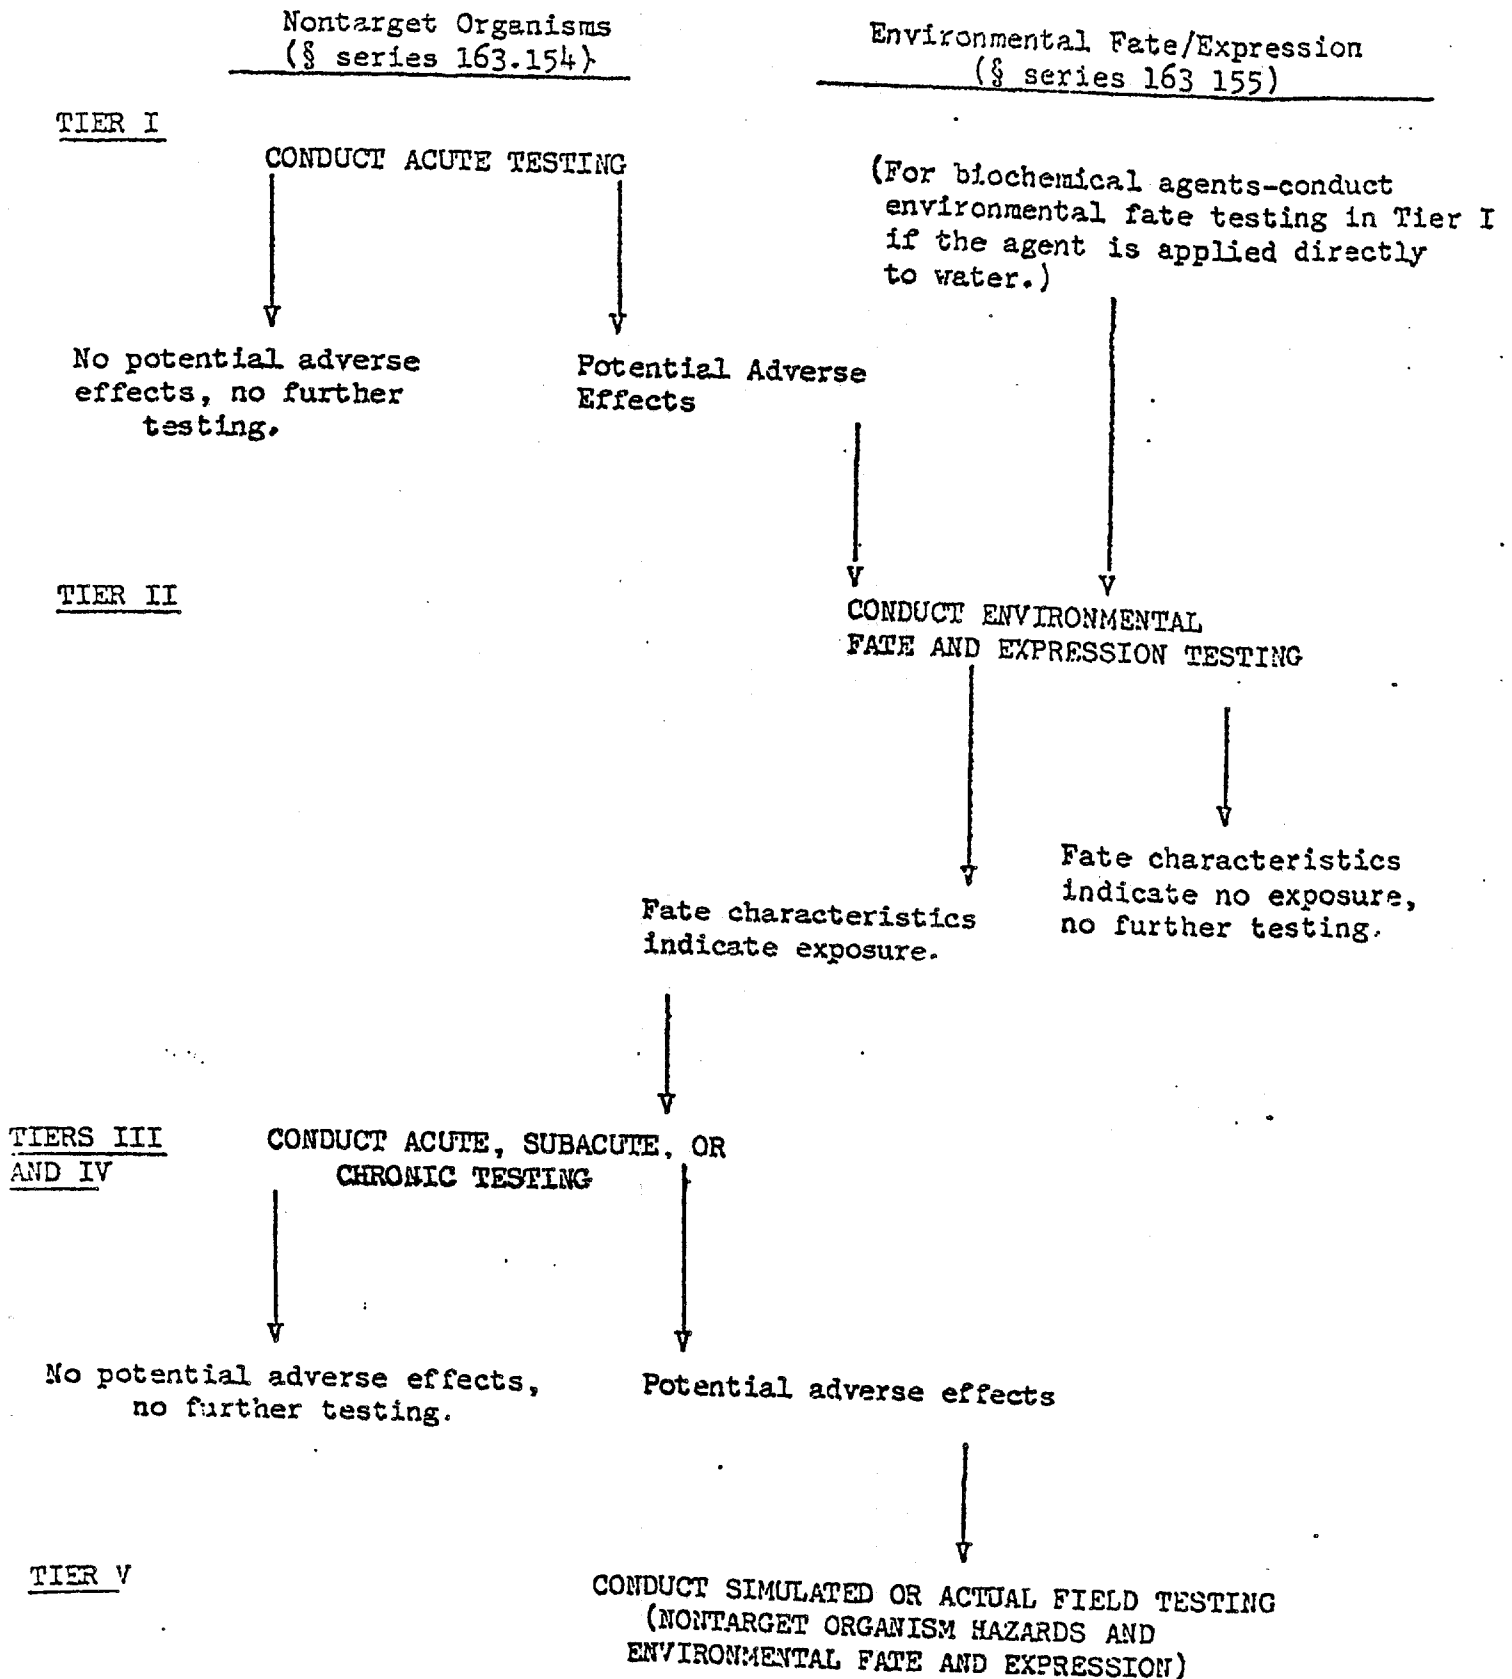 Nontarget Organisms
(§ series 163.154)
Environmental Fate/Expression
(§ series 163 155)
TIER I
CONDUCT ACUTE TESTING
(For biochemical agents-conduct
environmental fate testing in Tier I
if the agent is applied directly
to water.)
No potential adverse
effects, no further
testing.
Potential Adverse
Effects
TIER II
CONDUCT ENVIRONMENTAL
FATE AND EXPRESSION TESTING
Fate characteristics
indicate exposure.
Fate characteristics
indicate no exposure,
no further testing.
TIERS III
AND IV
CONDUCT ACUTE, SUBACUTE, OR
CHRONIC TESTING
No potential adverse effects,
no further testing.
Potential adverse effects
TIER V
CONDUCT SIMULATED OR ACTUAL FIELD TESTING
(NONTARGET ORGANISM HAZARDS AND
ENVIRONMENTAL FATE AND EXPRESSION)